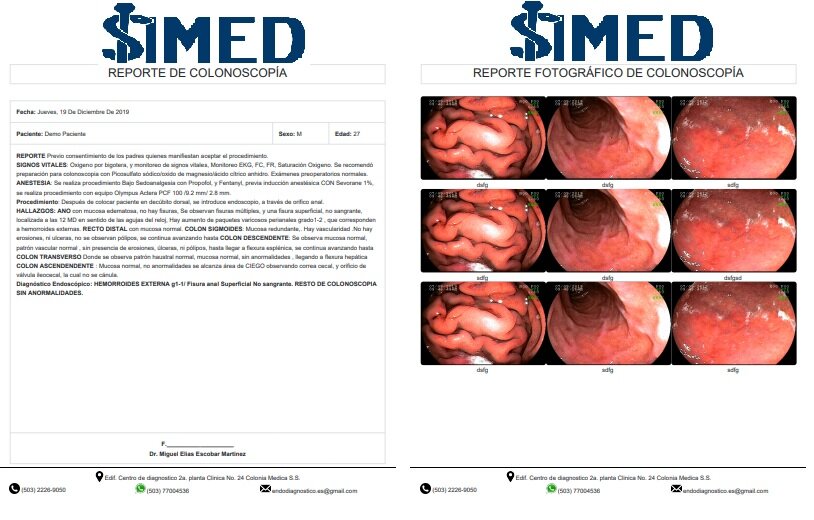 SIMED
REPORTE DE COLONOSCOPÍA
Fecha: Jueves, 19 De Diciembre De 2019
Paciente: Demo Paciente
Sexo: M
Edad: 27
REPORTE Previo consentimiento de los padres quienes manifiestan aceptar el procedimiento.
SIGNOS VITALES: Oxigeno por bigotera, y monitoreo de signos vitales, Monitoreo EKG, FC, FR, Saturación Oxigeno. Se recomendó
preparación para colonoscopia con Picosulfato sódico/oxido de magnesio/ácido cítrico anhidro. Exámenes preoperatorios normales.
ANESTESIA: Se realiza procedimiento Bajo Sedoanalgesia con Propofol, y Fentanyl, previa inducción anestésica CON Sevorane 1%,
se realiza procedimiento con equipo Olympus Actera PCF 100 /9.2 mm/ 2.8 mm.
Procedimiento: Después de colocar paciente en decúbito dorsal, se introduce endoscopio, a través de orificio anal.
HALLAZGOS: ANO con mucosa edematosa, no hay fisuras, Se observan fisuras múltiples, y una fisura superficial, no sangrante,
localizada a las 12 MD en sentido de las agujas del reloj, Hay aumento de paquetes varicosos perianales grado1-2 , que corresponden
a hemorroides externas. RECTO DISTAL con mucosa normal. COLON SIGMOIDES: Mucosa redundante, Hay vascularidad .No hay
erosiones, ni ulceras, no se observan pólipos, se continua avanzando hasta COLON DESCENDENTE: Se observa mucosa normal,
patrón vascular normal , sin presencia de erosiones, úlceras, ni pólipos, hasta llegar a flexura esplénica, se continua avanzando hasta
COLON TRANSVERSO Donde se observa patrón haustral normal, mucosa normal, sin anormalidades , llegando a flexura hepática
COLON ASCENDENDENTE : Mucosa normal, no anormalidades se alcanza área de CIEGO observando correa cecal, y orificio de
válvula ileocecal, la cual no se cánula.
Diagnóstico Endoscópico: HEMORROIDES EXTERNA g1-1/ Fisura anal Superficial No sangrante. RESTO DE COLONOSCOPIA
SIN ANORMALIDADES.
F.____________________
Dr. Miguel Elias Escobar Martínez
Edif. Centro de diagnostico 2a. planta Clinica No. 24 Colonia Medica S.S.
(503) 2226-9050
(503) 77004536
endodiagnostico.es@gmail.com
SIMED
REPORTE FOTOGRÁFICO DE COLONOSCOPÍA
dsfg
dsfg
sdfg
sdfg
dsfg
dsfgsd
dsfg
sdfg
sdfg
Edif. Centro de diagnostico 2a. planta Clinica No. 24 Colonia Medica S.S.
(503) 2226-9050
(503) 77004536
endodiagnostico.es@gmail.com